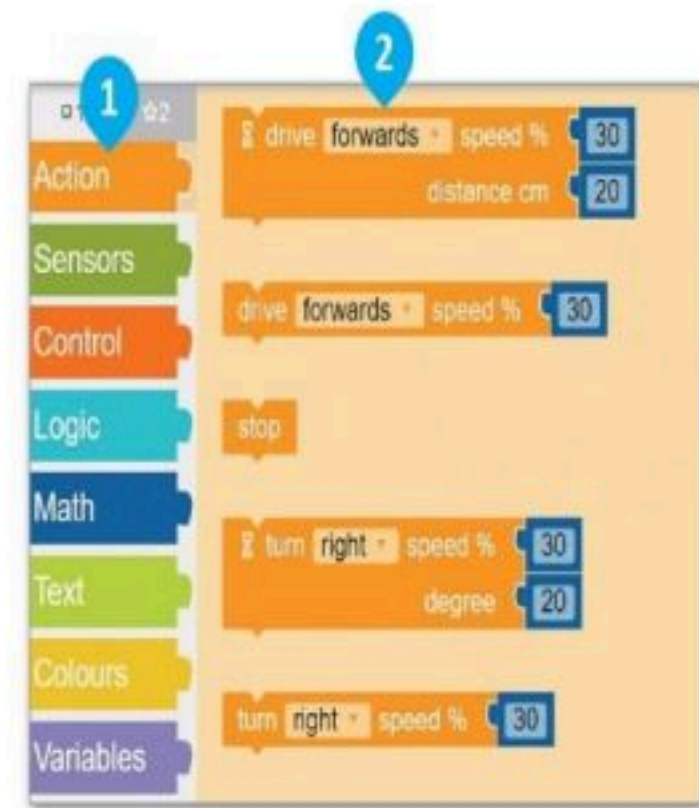 1
2
☆2
Action
Sensors
Control
Logic
Math
Text
Colours
Variables
drive forwards speed % 30
distance cm 20
drive forwards speed % 30
stop
turn right speed % 30
degree 20
turn right speed % 30